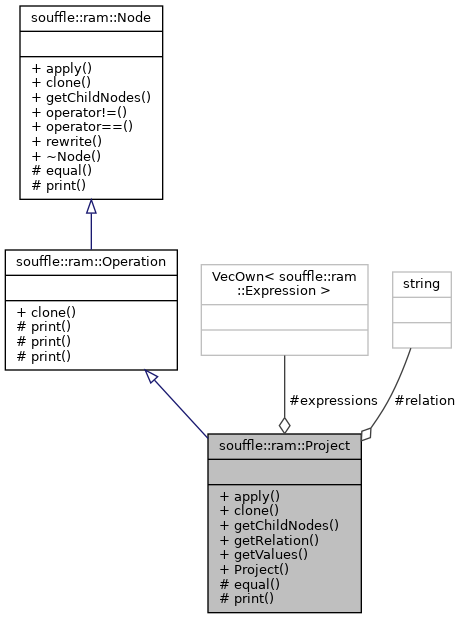 souffle::ram::Node
+ apply()
+ clone()
+ getChildNodes()
+ operator!=()
+ operator==()
+ rewrite()
+ ~Node()
# equal()
# print()
souffle::ram::Operation
+ clone()
# print()
# print()
# print()
VecOwn< souffle::ram
::Expression >
string
#expressions
#relation
souffle::ram::Project
+ apply()
+ clone()
+ getChildNodes()
+ getRelation()
+ getValues()
+ Project()
# equal()
# print()